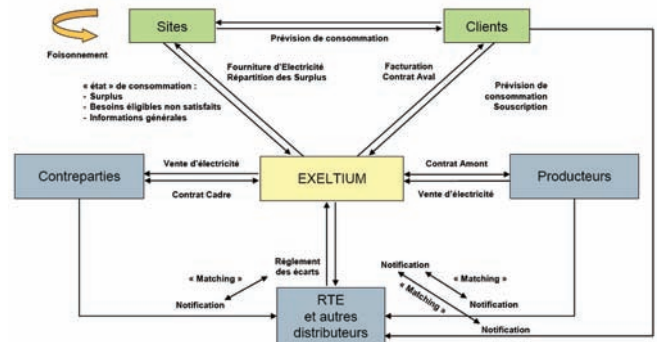 Sites
Clients
Foisonnement
Prévision de consommation
Fourniture d'Electricité
Répartition des Surplus
Facturation
Contrat Aval
« état » de consommation :
- Surplus
- Besoins éligibles non satisfaits
- Informations générales
Prévision de
consommation
Souscription
Contreparties
Vente d'électricité
Contrat Cadre
EXELTIUM
Contrat Amont
Vente d'électricité
Producteurs
« Matching »
Notification
Réglement
des écarts
Notification
« Matching »
« Matching »
Notification
Notification
RTE
et autres
distributeurs